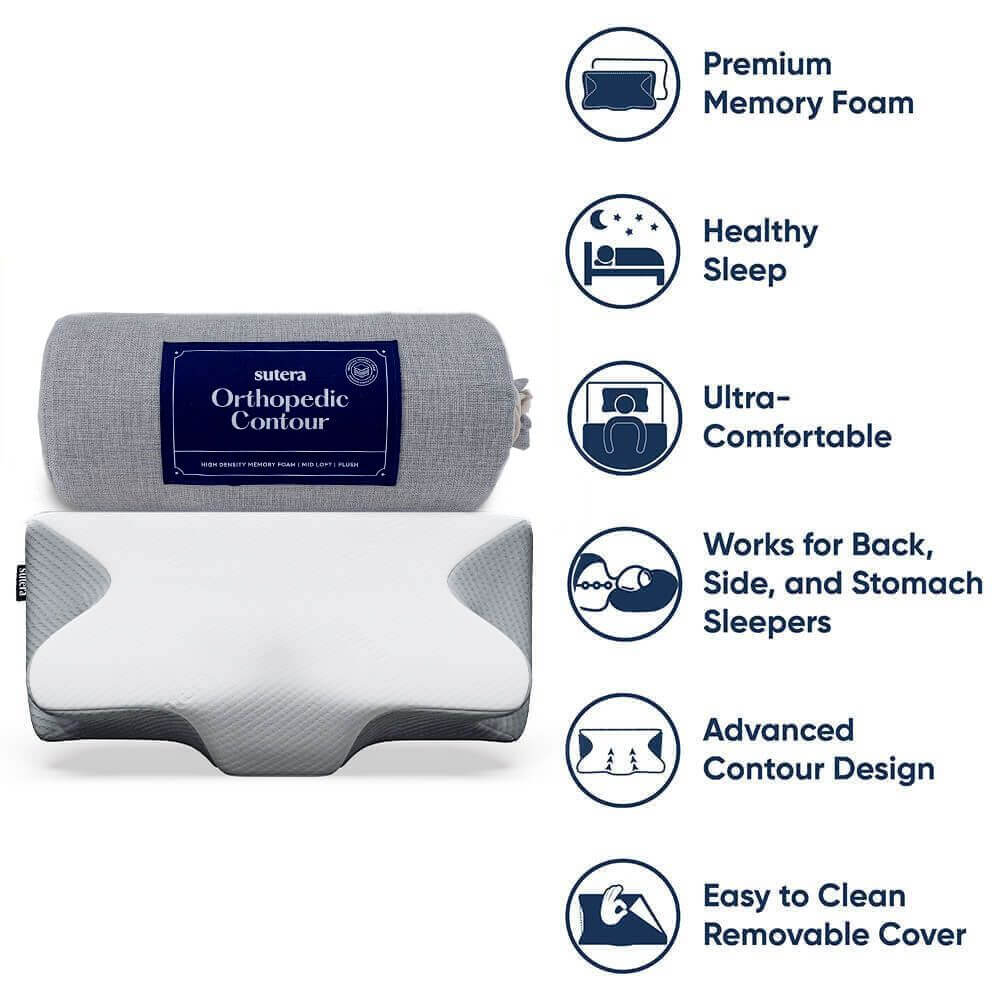 sutera
Orthopedic
Contour
HIGH DENSITY MEMORY FOAM | MID LOFT | PLUSH
sutera
Premium
Memory Foam
Healthy
Sleep
Ultra-
Comfortable
Works for Back,
Side, and Stomach
Sleepers
Advanced
Contour Design
Easy to Clean
Removable Cover